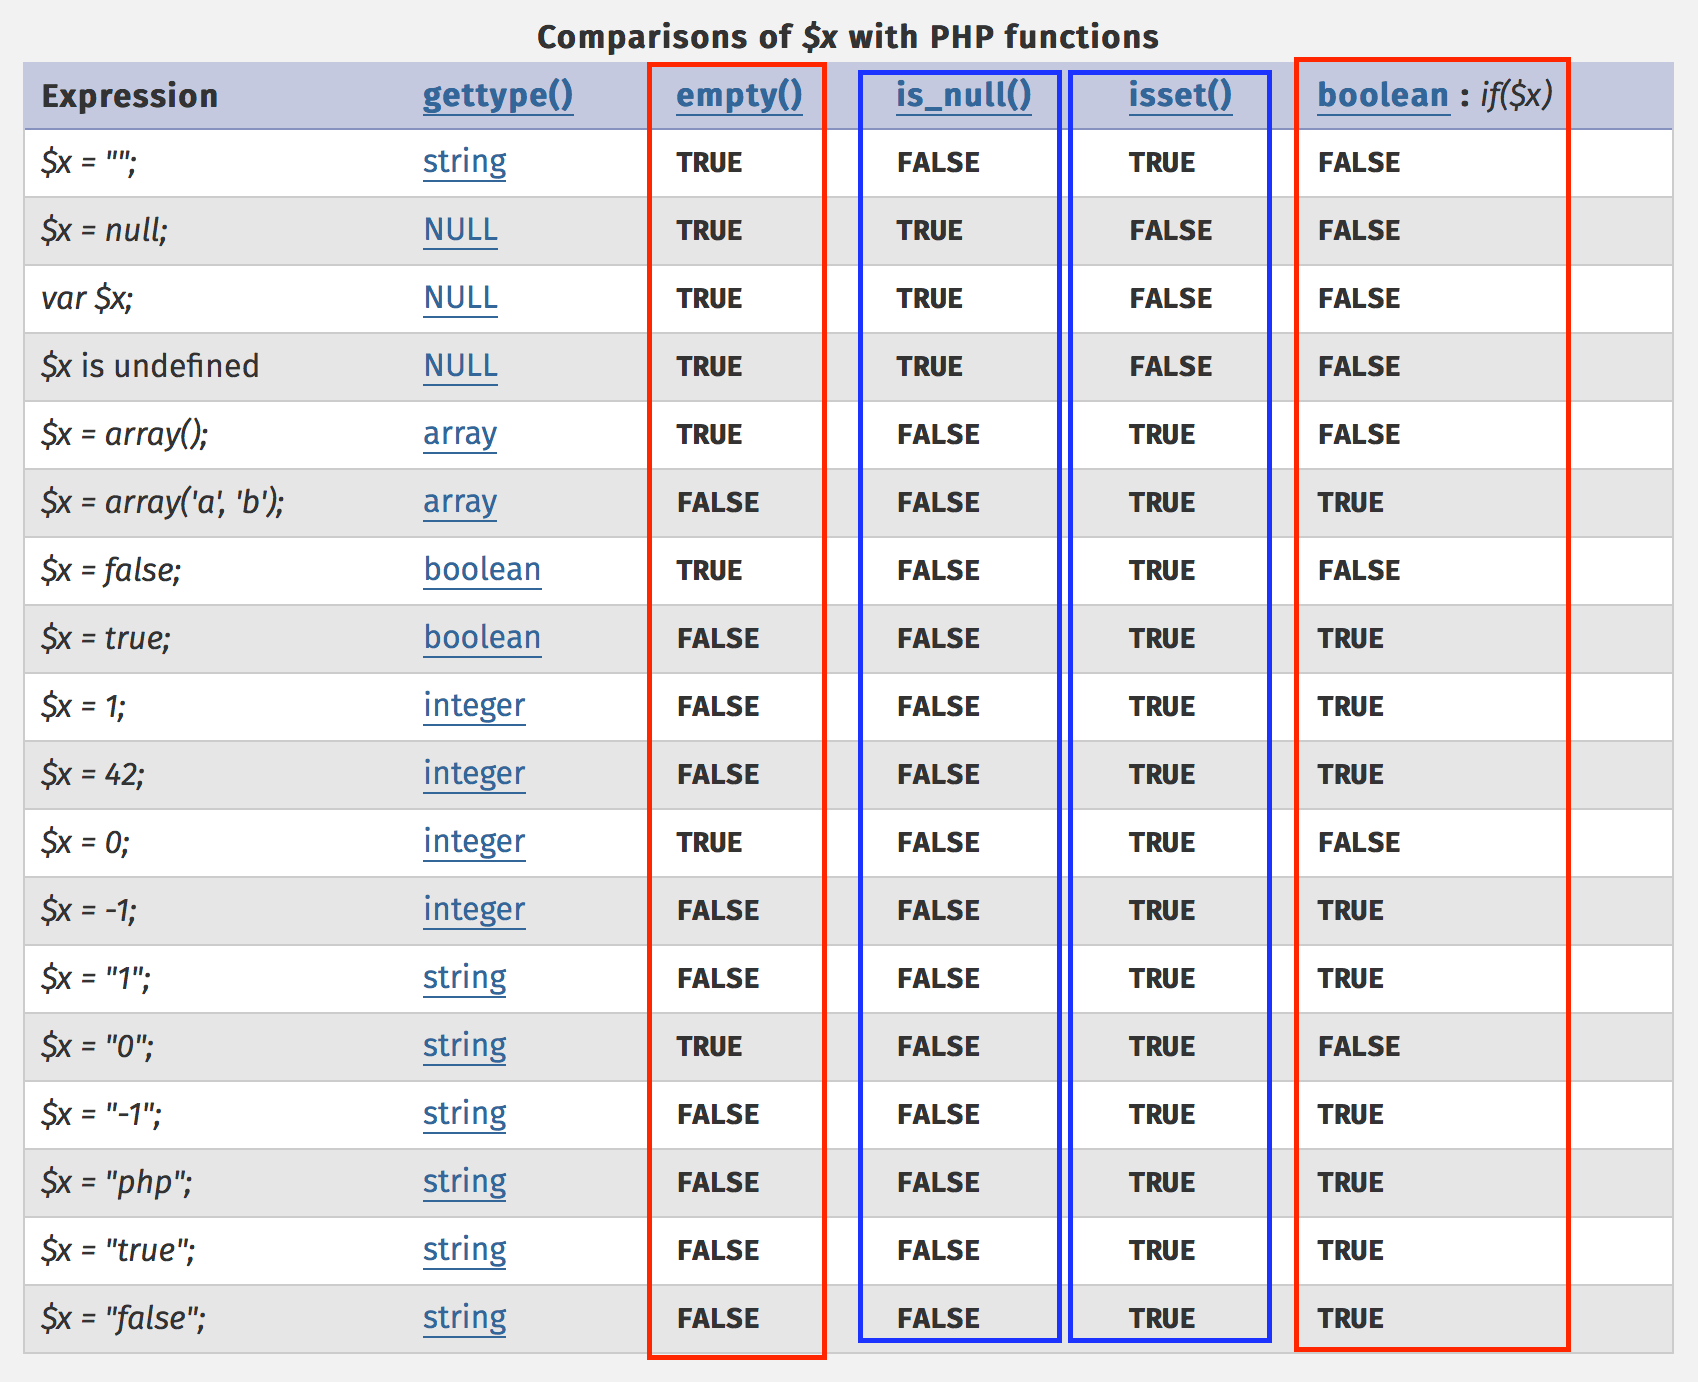 Comparisons of $x with PHP functions
Expression gettype() empty() is_null() isset() boolean : if($x)
$x = ""; string TRUE FALSE TRUE FALSE
$x = null; NULL TRUE TRUE FALSE FALSE
var $x; NULL TRUE TRUE FALSE FALSE
$x is undefined NULL TRUE TRUE FALSE FALSE
$x = array(); array TRUE FALSE TRUE FALSE
$x = array('a', 'b'); array FALSE FALSE TRUE TRUE
$x = false; boolean TRUE FALSE TRUE FALSE
$x = true; boolean FALSE FALSE TRUE TRUE
$x = 1; integer FALSE FALSE TRUE TRUE
$x = 42; integer FALSE FALSE TRUE TRUE
$x = 0; integer TRUE FALSE TRUE FALSE
$x = -1; integer FALSE FALSE TRUE TRUE
$x = "1"; string FALSE FALSE TRUE TRUE
$x = "0"; string TRUE FALSE TRUE FALSE
$x = "-1"; string FALSE FALSE TRUE TRUE
$x = "php"; string FALSE FALSE TRUE TRUE
$x = "true"; string FALSE FALSE TRUE TRUE
$x = "false"; string FALSE FALSE TRUE TRUE